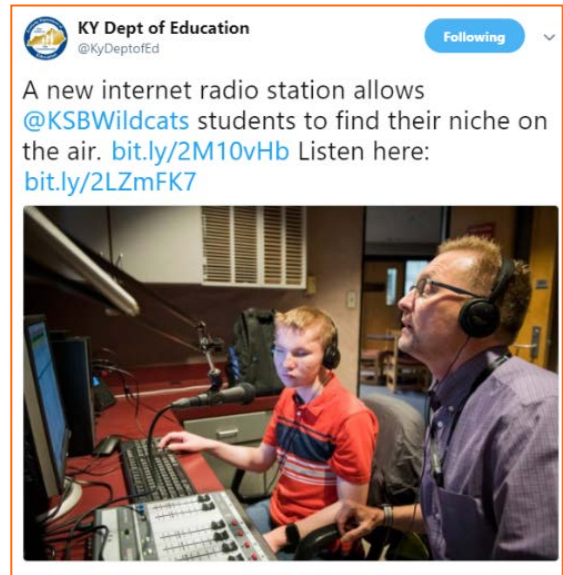 KY Dept of Education
@KyDeptofEd
Following
A new internet radio station allows
@KSBWildcats students to find their niche on
the air. bit.ly/2M10vHb Listen here:
bit.ly/2LZmFK7